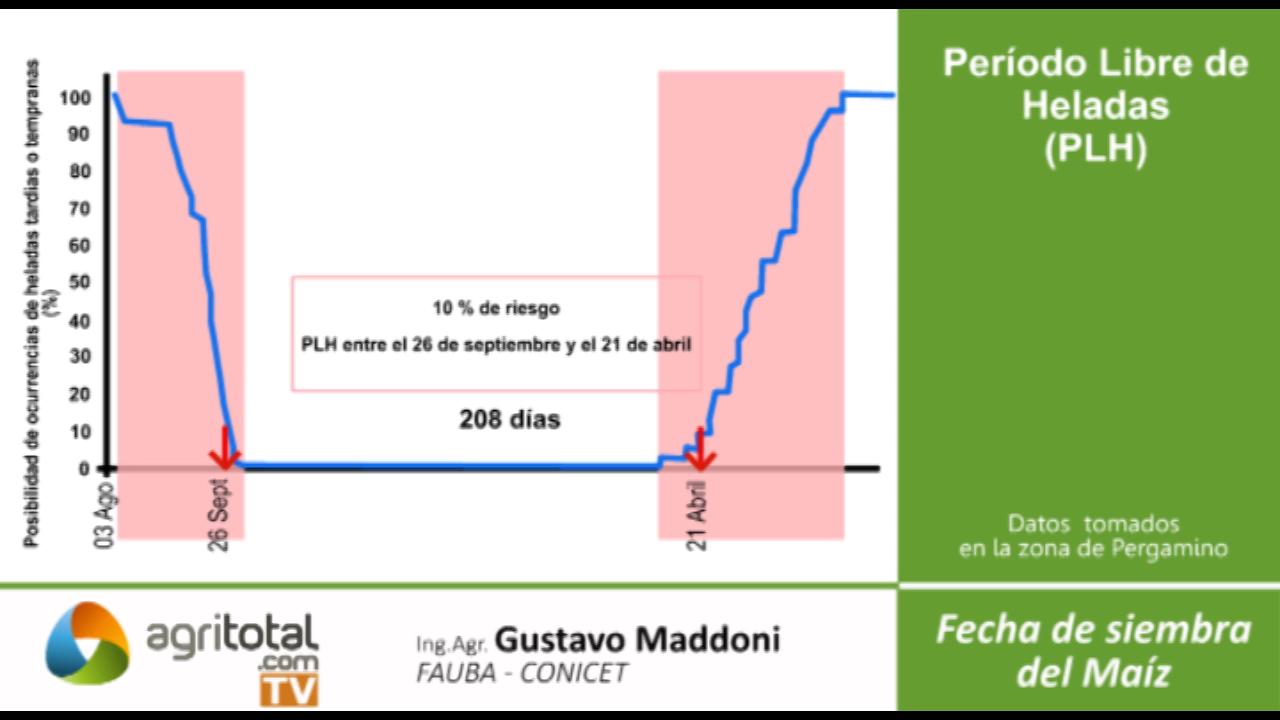 Período Libre de
Heladas
(PLH)
Posibilidad de ocurrencias de heladas tardías o tempranas
(%)
100
90
80
70
60
50
40
30
20
10
0
10 % de riesgo
PLH entre el 26 de septiembre y el 21 de abril
208 días
03 Ago
26 Sept
21 Abril
Datos tomados
en la zona de Pergamino
agritotal
.com
TV
Ing.Agr. Gustavo Maddoni
FAUBA - CONICET
Fecha de siembra
del Maíz